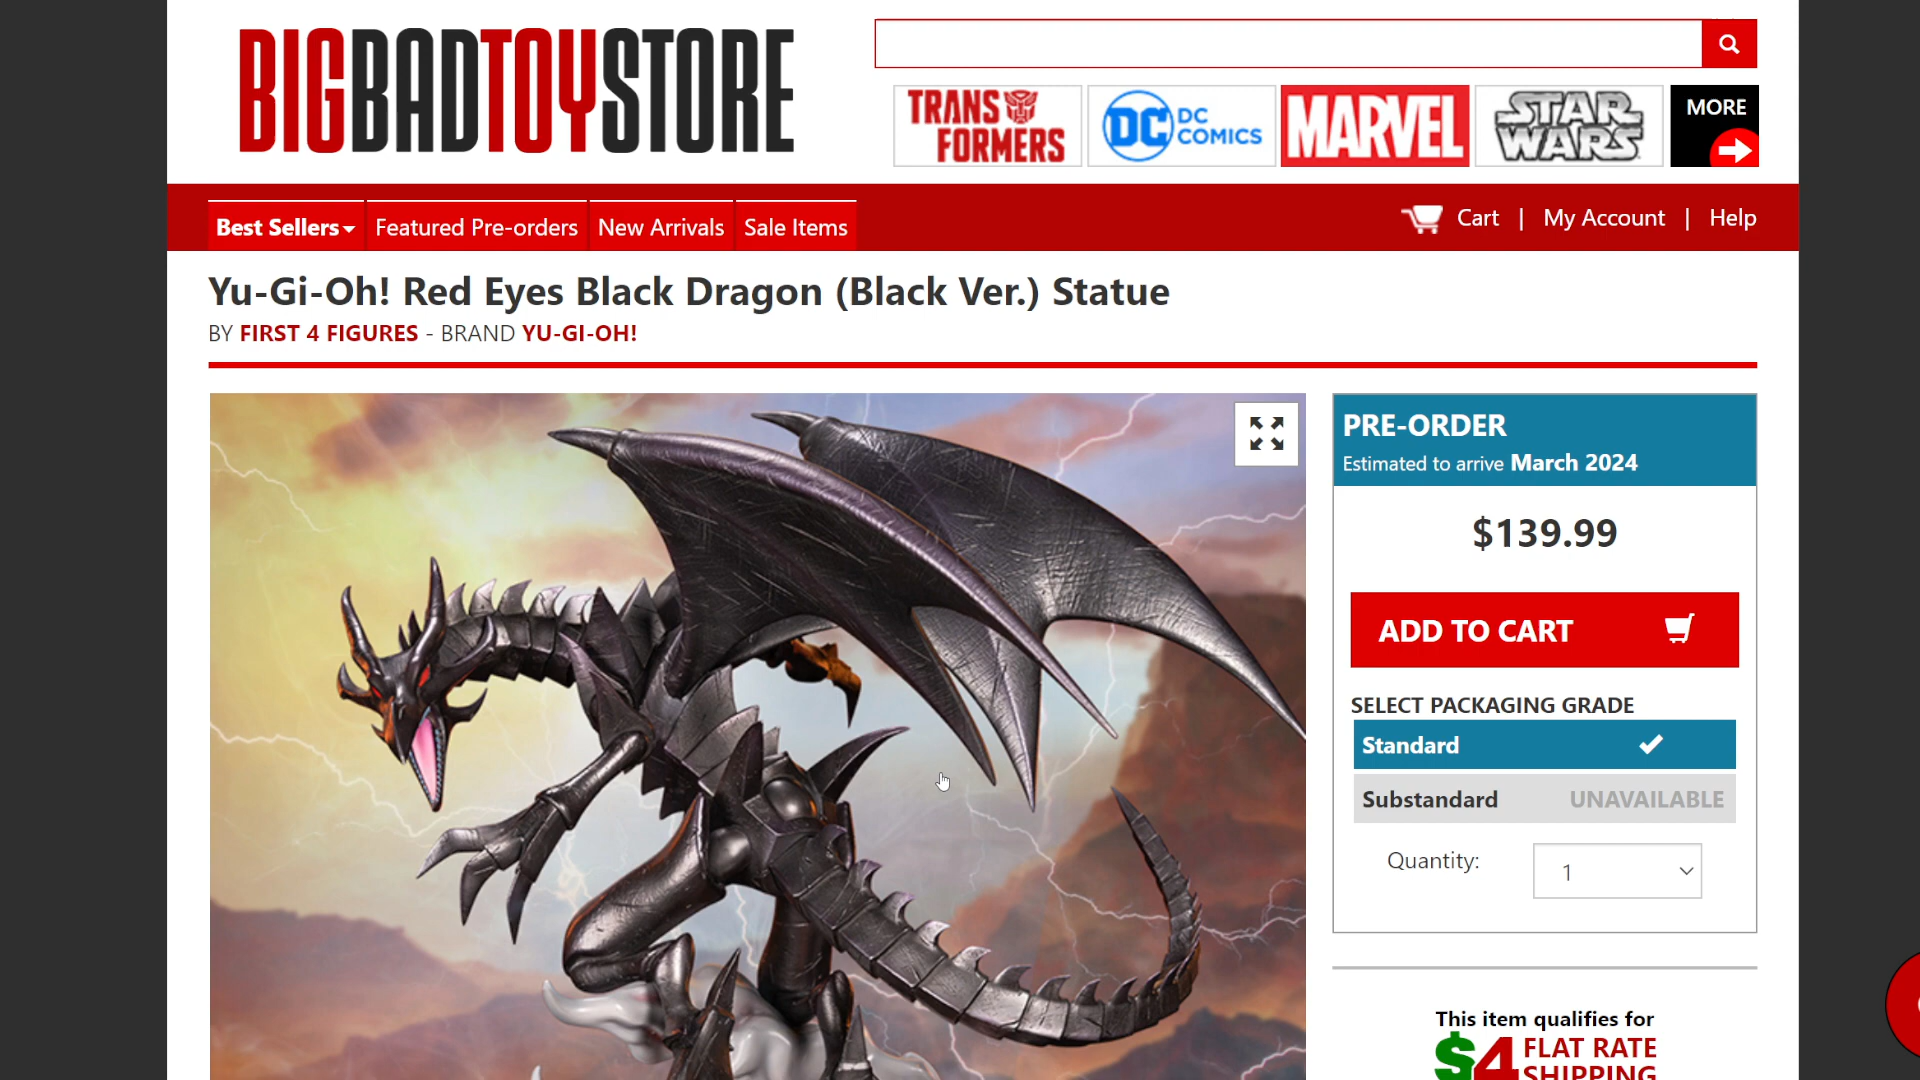 BIGBADTOYSTORE
TRANS
FORMERS
DC
DC
COMICS
MARVEL
STAR
WARS
MORE
Best Sellers
Featured Pre-orders
New Arrivals
Sale Items
Cart | My Account | Help
Yu-Gi-Oh! Red Eyes Black Dragon (Black Ver.) Statue
BY FIRST 4 FIGURES - BRAND YU-GI-OH!
PRE-ORDER
Estimated to arrive March 2024
$139.99
ADD TO CART
SELECT PACKAGING GRADE
Standard
Substandard UNAVAILABLE
Quantity: 1
This item qualifies for
$4 FLAT RATE
SHIPPING